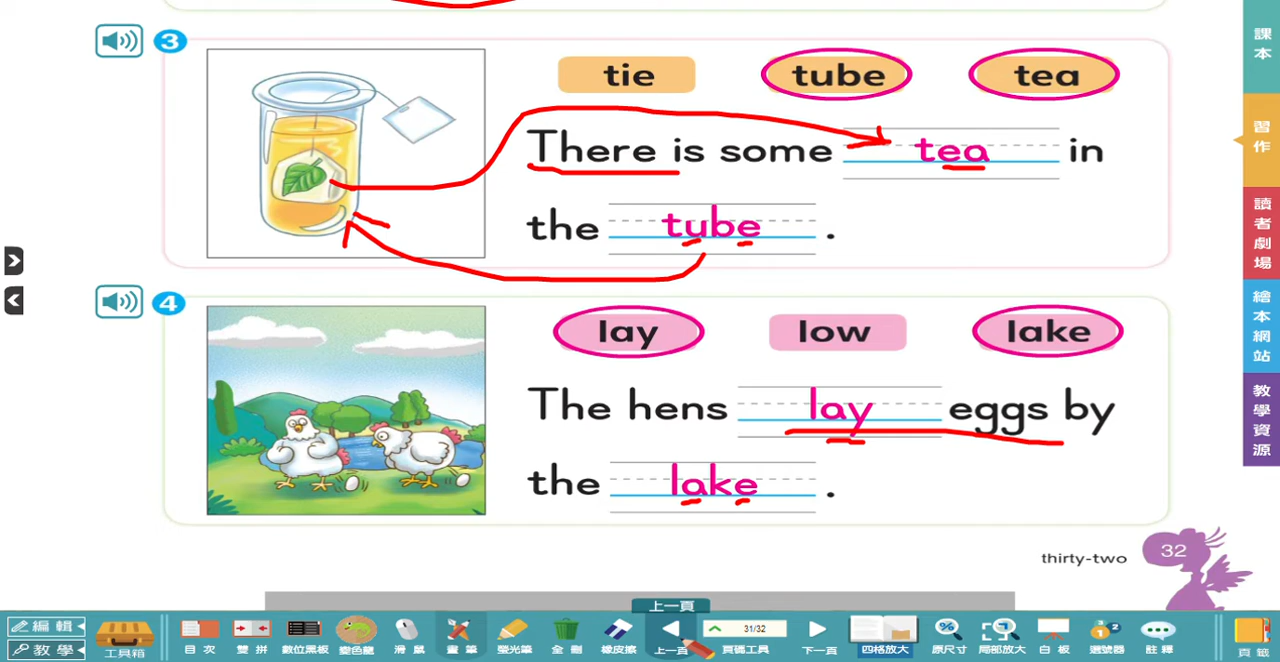 3
tie tube tea
There is some tea in
the tube .
4
lay low lake
The hens lay eggs by
the lake .
thirty-two 32
課本
習作
讀者劇場
繪本網站
教學資源
上一頁
編輯
教學
工具箱
目次
雙拼
數位黑板
變色龍
滑鼠
畫筆
螢光筆
全刪
橡皮擦
上一頁
31/32
頁碼工具
下一頁
四格放大
原尺寸
局部放大
白板
選號器
註釋
頁籤